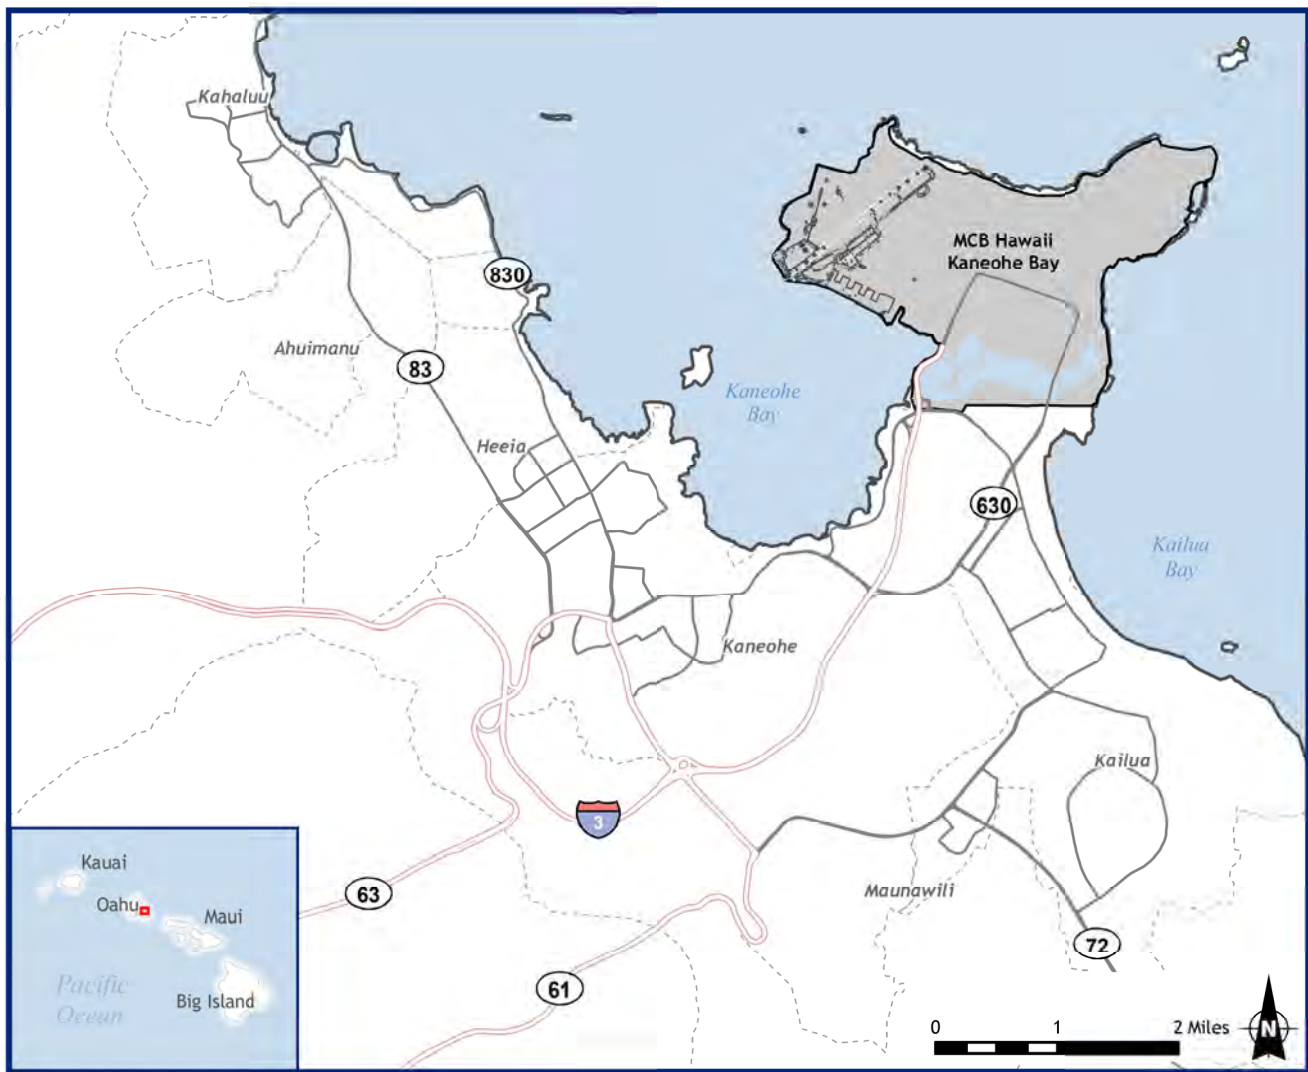 Kahaluu
MCB Hawaii
Kaneohe Bay
830
Ahuimanu
83
Kaneohe
Bay
Heeia
630
Kailua
Bay
Kaneohe
Kailua
3
Maunawili
63
72
61
Kauai
Oahu
Maui
Pacific
Ocean
Big Island
0 1 2 Miles
N